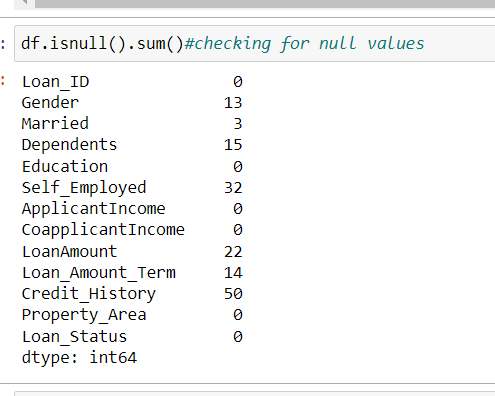 df.isnull().sum()#checking for null values
Loan_ID 0
Gender 13
Married 3
Dependents 15
Education 0
Self_Employed 32
ApplicantIncome 0
CoapplicantIncome 0
LoanAmount 22
Loan_Amount_Term 14
Credit_History 50
Property_Area 0
Loan_Status 0
dtype: int64